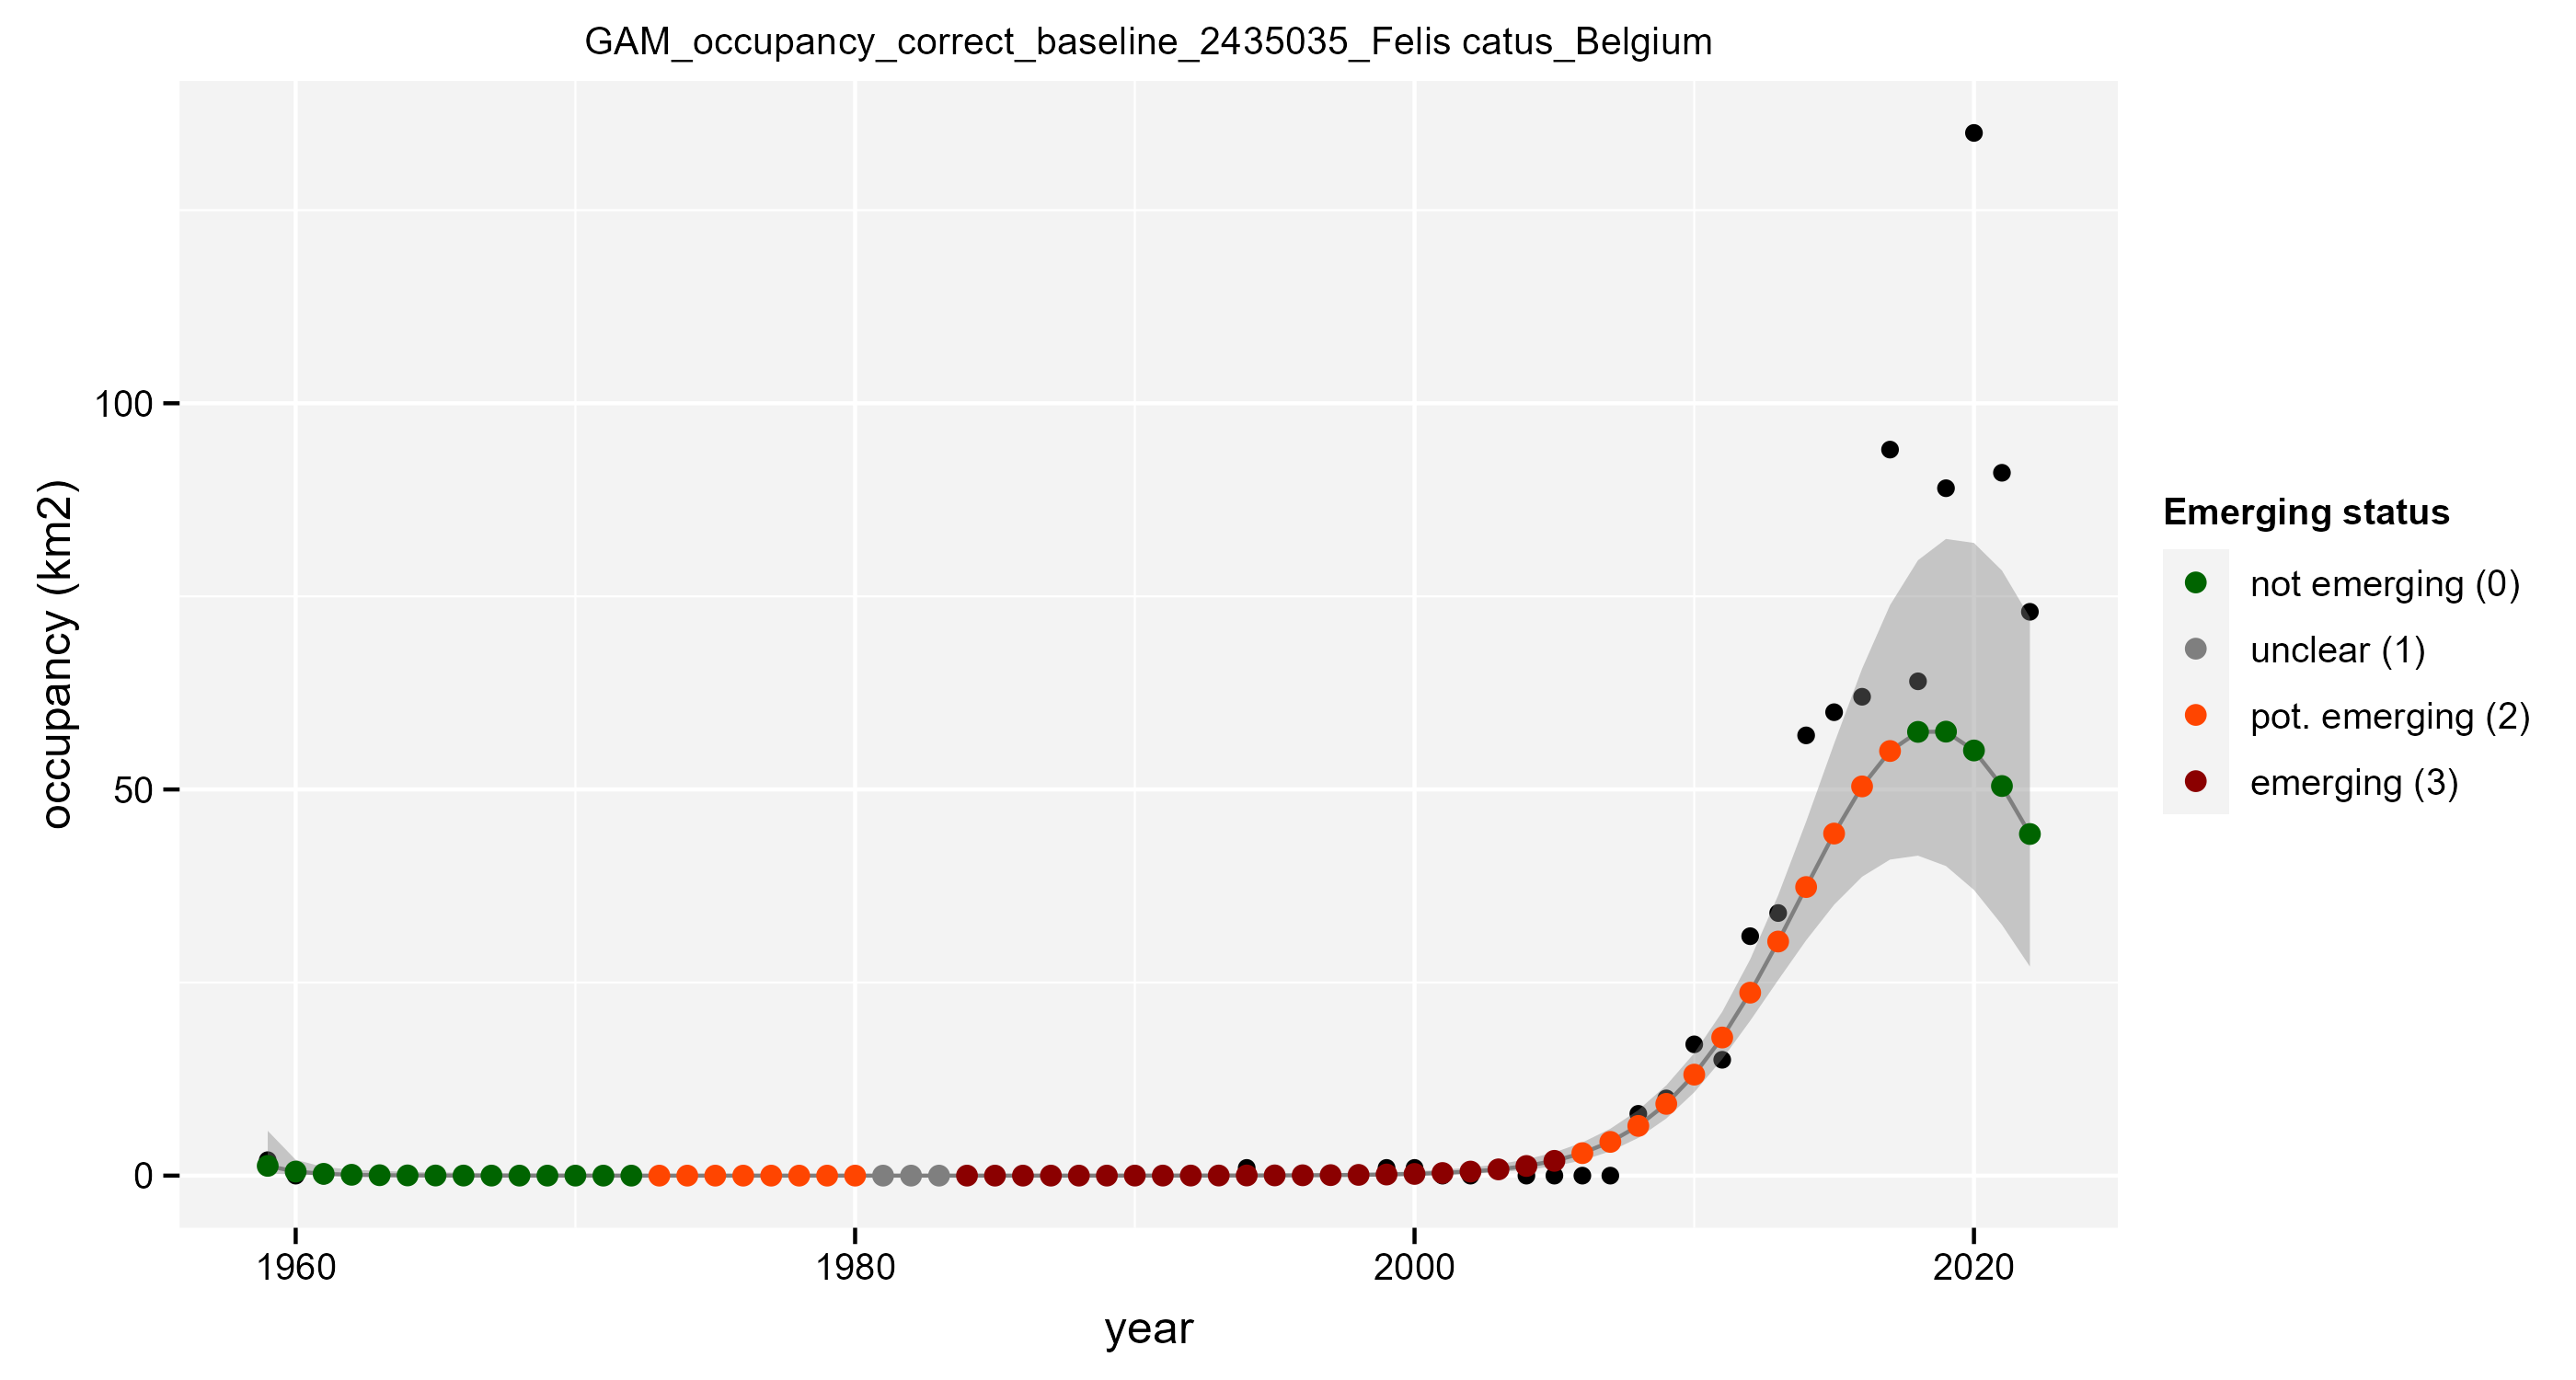 GAM_occupancy_correct_baseline_2435035_Felis catus_Belgium
occupancy (km2)
100
50
0
1960 1980 2000 2020
year
Emerging status
not emerging (0)
unclear (1)
pot. emerging (2)
emerging (3)